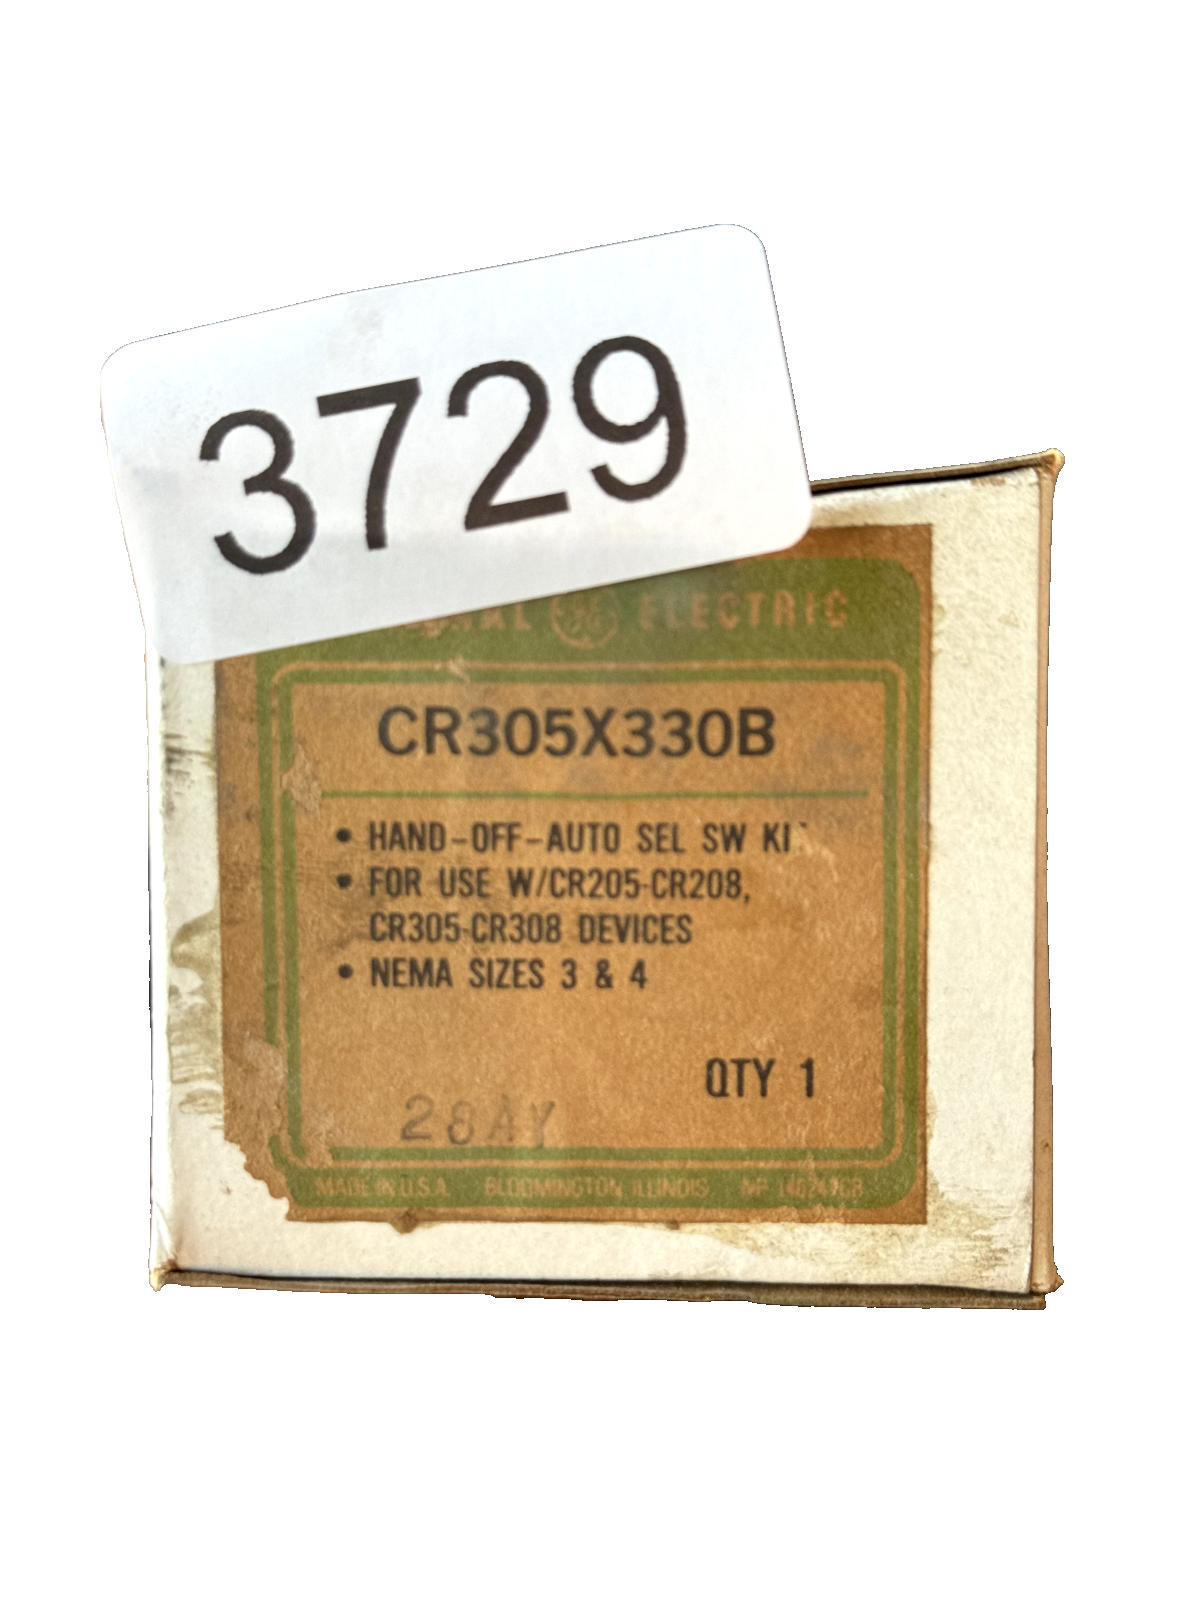 3729
ELECTRIC
CR305X330B
• HAND-OFF-AUTO SEL SW
• FOR USE W/CR205-CR208,
CR305-CR308 DEVICES
• NEMA SIZES 3 & 4
QTY 1
28AY
MADE IN U.S.A. BLOOMINGTON, ILLINOIS NP